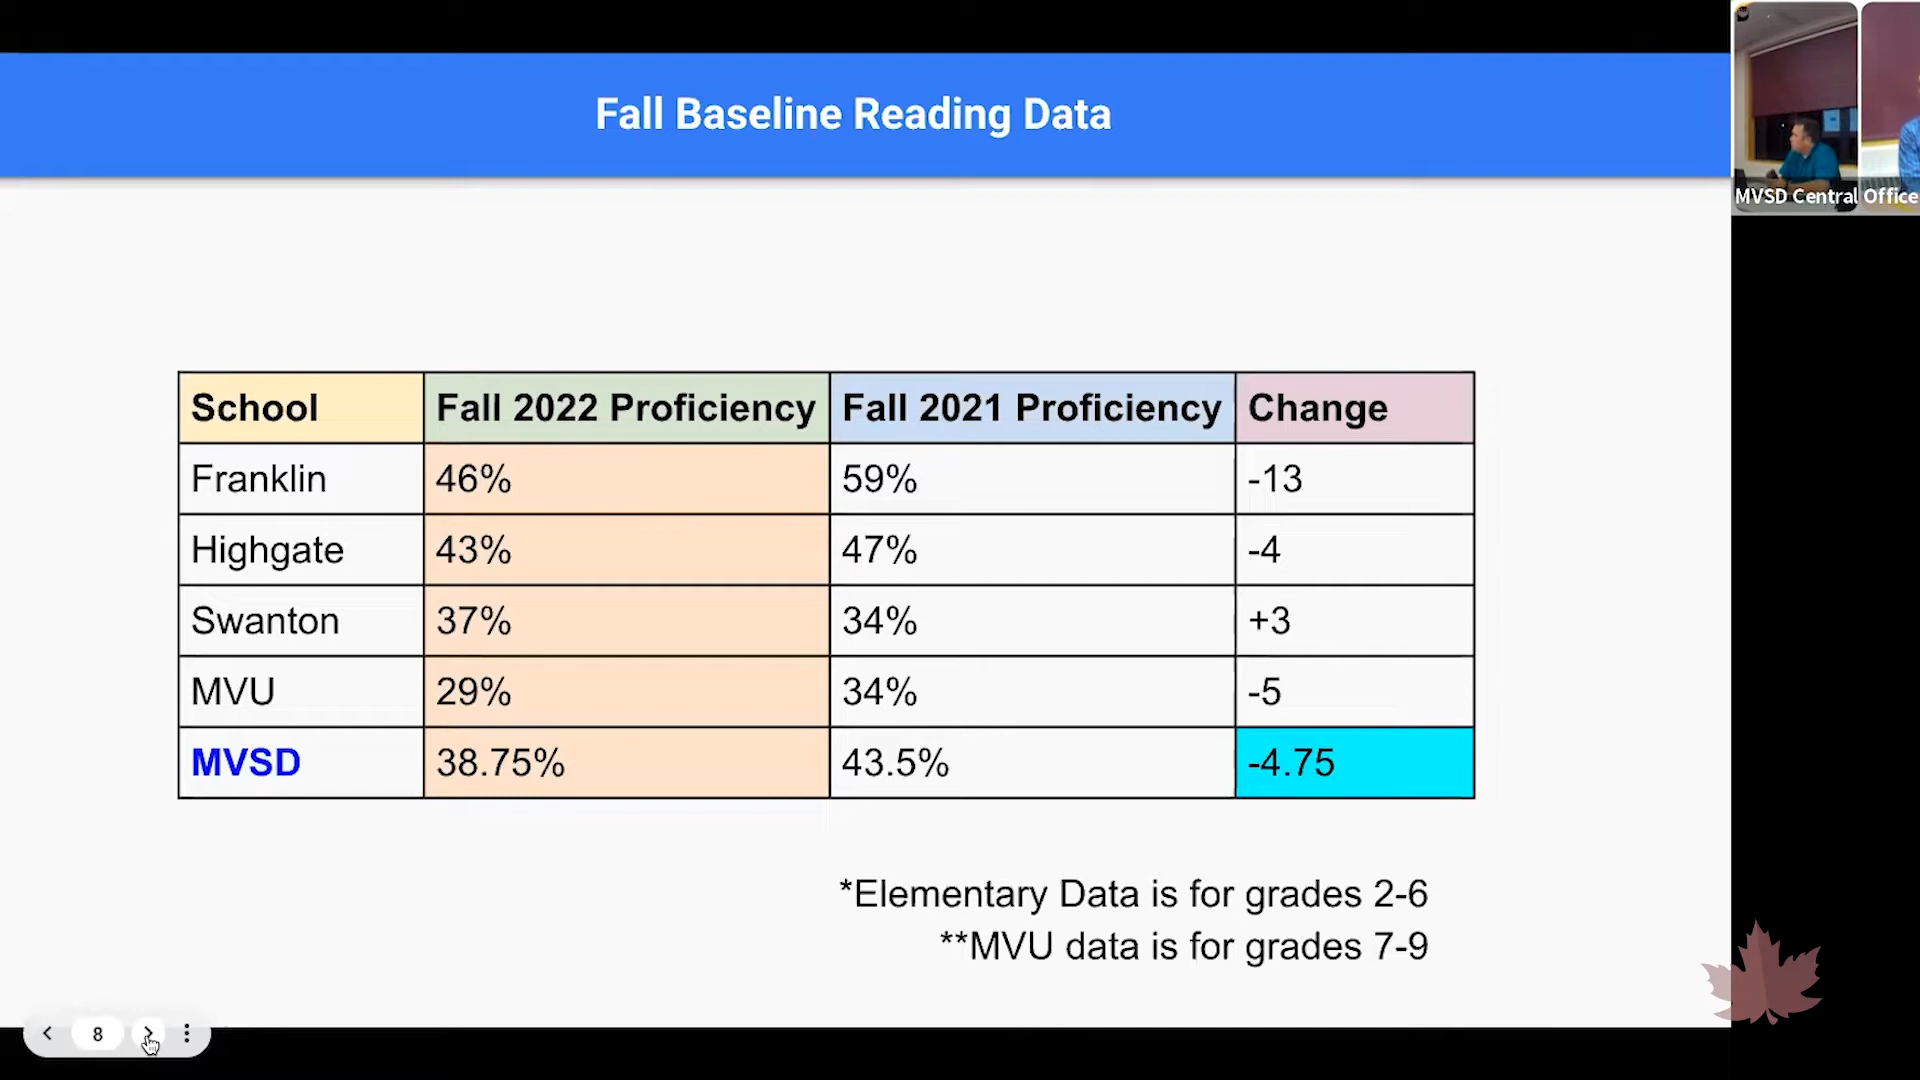 Fall Baseline Reading Data
MVSD Central Office
School Fall 2022 Proficiency Fall 2021 Proficiency Change
Franklin 46% 59% -13
Highgate 43% 47% -4
Swanton 37% 34% +3
MVU 29% 34% -5
MVSD 38.75% 43.5% -4.75
*Elementary Data is for grades 2-6
**MVU data is for grades 7-9
8